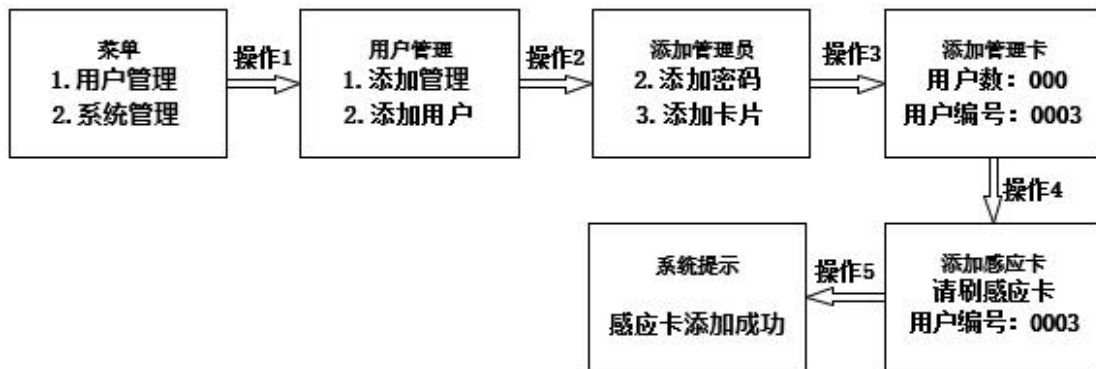 菜单
1.用户管理
2.系统管理
操作1
用户管理
1.添加管理
2.添加用户
操作2
添加管理员
2.添加密码
3.添加卡片
操作3
添加管理卡
用户数：000
用户编号：0003
操作4
添加感应卡
请刷感应卡
用户编号：0003
操作5
系统提示
感应卡添加成功